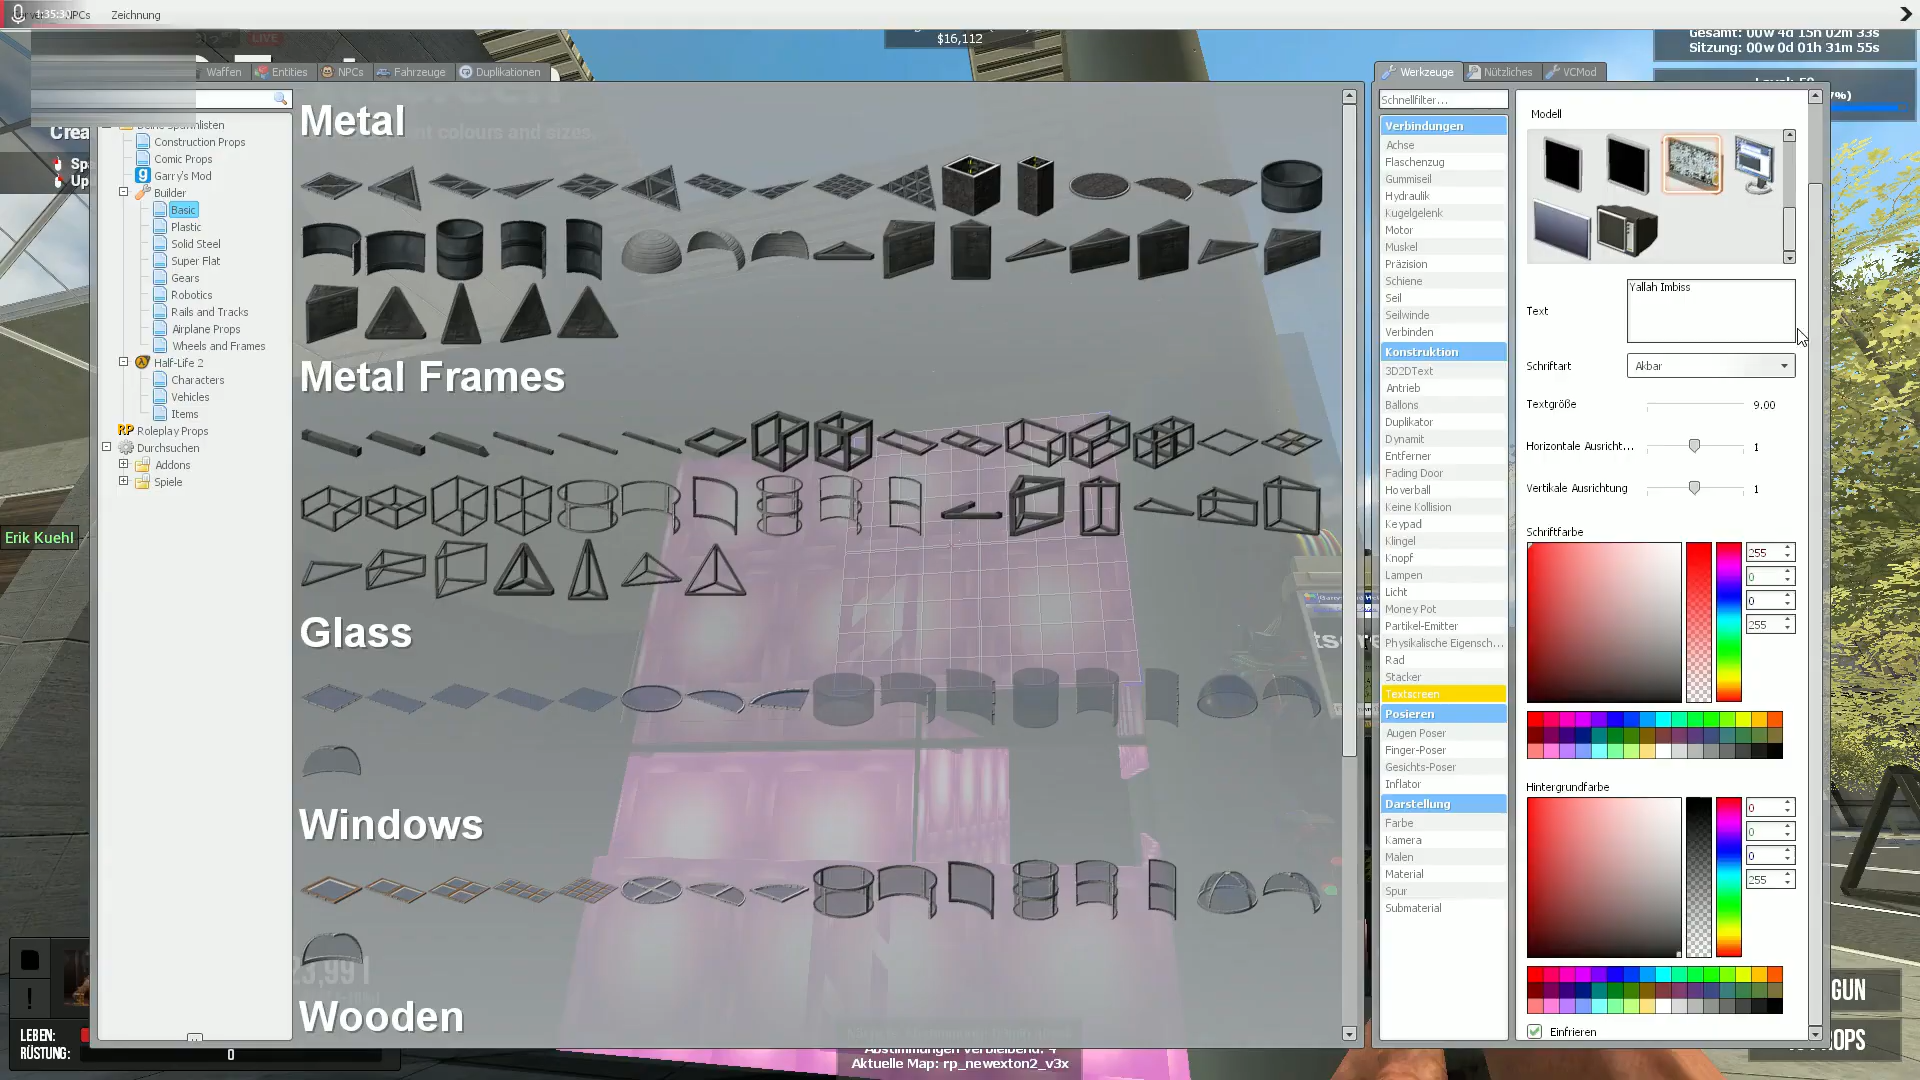 NPCs
Zeichnung
LIVE
$16,112
Gesamt: 00w 4d 15h 02m 33s
Sitzung: 00w 0d 01h 31m 55s
Waffen
Entities
NPCs
Fahrzeuge
Duplikationen
Werkzeuge
Nützliches
VCMod
Construction Props
Comic Props
Garry's Mod
Builder
Basic
Plastic
Solid Steel
Super Flat
Gears
Robotics
Rails and Tracks
Airplane Props
Wheels and Frames
Half-Life 2
Characters
Vehicles
Items
RP Roleplay Props
Durchsuchen
Addons
Spiele
Erik Kuehl
Metal
colours and sizes.
Metal Frames
Glass
Windows
Wooden
Schnellfilter...
Verbindungen
Achse
Flaschenzug
Gummiseil
Hydraulik
Kugelgelenk
Motor
Muskel
Präzision
Schiene
Seil
Seilwinde
Verbinden
Konstruktion
3D2DText
Antrieb
Ballons
Duplikator
Dynamit
Entferner
Fading Door
Hoverball
Keine Kollision
Keypad
Klingel
Knopf
Lampen
Licht
Money Pot
Partikel-Emitter
Physikalische Eigensch...
Rad
Stacker
Textscreen
Posieren
Augen Poser
Finger-Poser
Gesichts-Poser
Inflator
Darstellung
Farbe
Kamera
Malen
Material
Spur
Submaterial
Modell
Text
Yallah Imbiss
Schriftart
Akbar
Textgröße
9.00
Horizontale Ausricht...
1
Vertikale Ausrichtung
1
Schriftfarbe
255
0
0
255
Hintergrundfarbe
0
0
0
255
Einfrieren
LEBEN:
RÜSTUNG:
0
Abstimmungen verbleibend: 4
Aktuelle Map: rp_newexton2_v3x